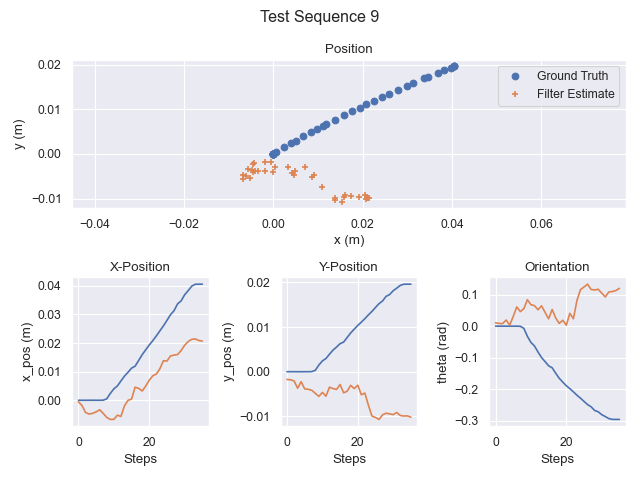 Test Sequence 9
Position
y (m)
0.02
0.01
0.00
−0.01
Ground Truth
Filter Estimate
−0.04
−0.02
0.00
0.02
0.04
0.06
x (m)
X-Position
x_pos (m)
0.04
0.03
0.02
0.01
0.00
0
20
Steps
Y-Position
y_pos (m)
0.02
0.01
0.00
−0.01
0
20
Steps
Orientation
theta (rad)
0.1
0.0
−0.1
−0.2
−0.3
0
20
Steps